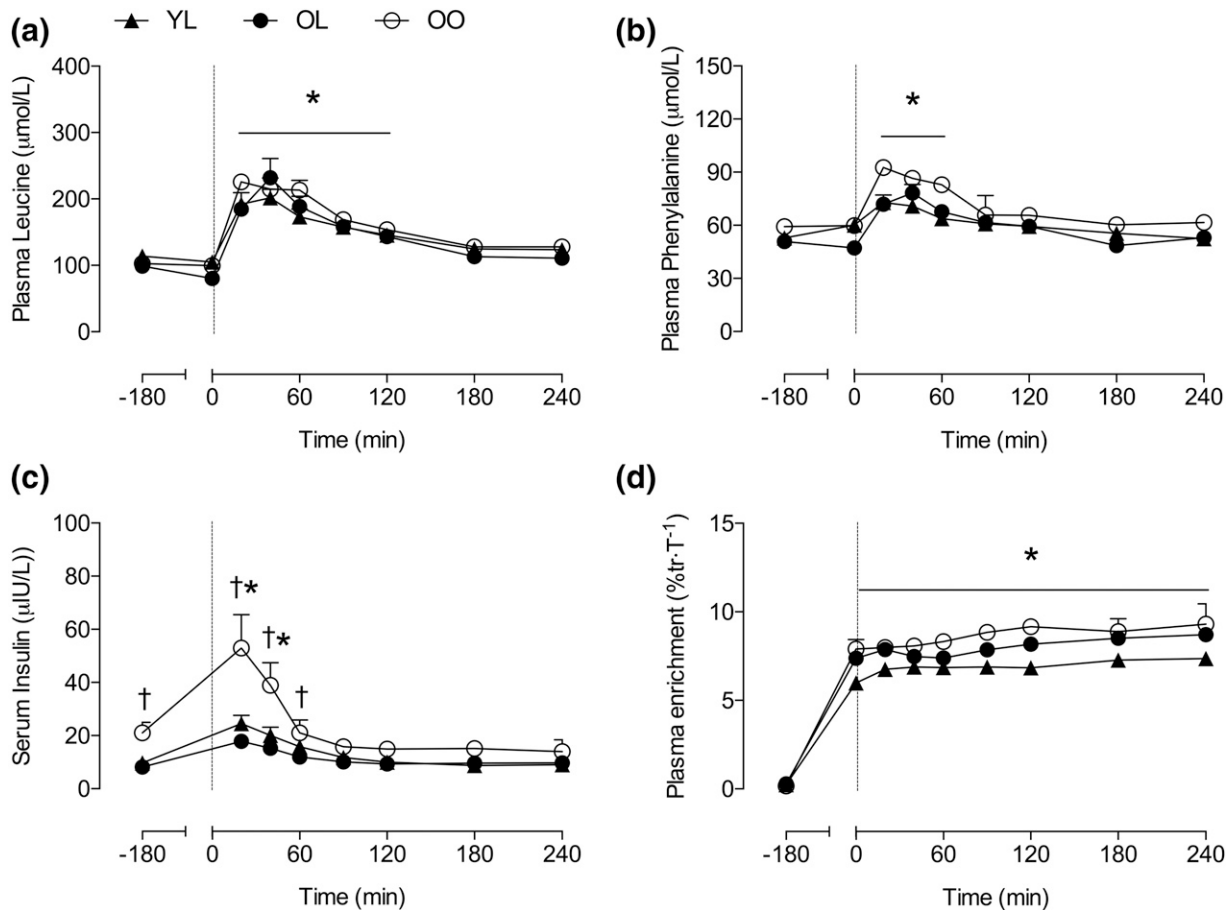 (a) ▲ YL ● OL ○ OO
(b)
400
300
200
100
0
Plasma Leucine (μmol/L)
*
-180 0 60 120 180 240
Time (min)
150
120
90
60
30
0
Plasma Phenylalanine (μmol/L)
*
-180 0 60 120 180 240
Time (min)
(c)
100
80
60
40
20
0
Serum Insulin (μIU/L))
†
†*
†*
†
-180 0 60 120 180 240
Time (min)
(d)
15
10
5
0
Plasma enrichment (%tr·T⁻¹)
*
-180 0 60 120 180 240
Time (min)